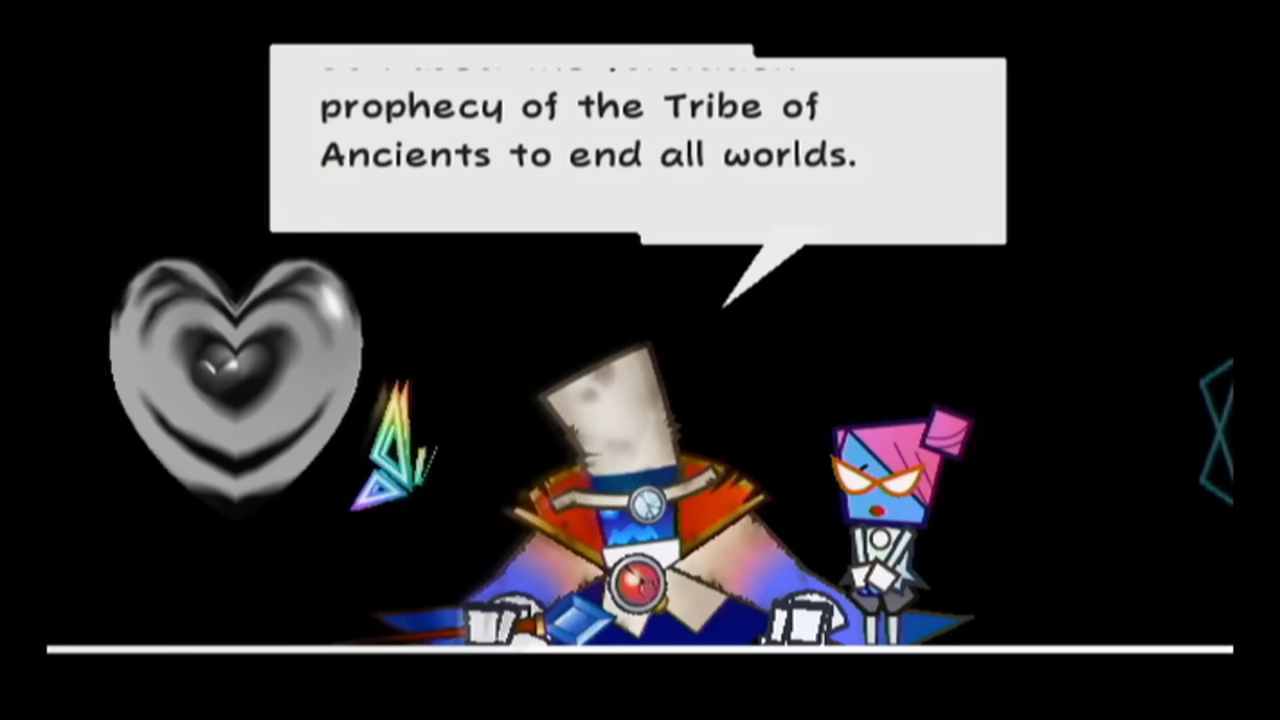 prophecy of the Tribe of
Ancients to end all worlds.